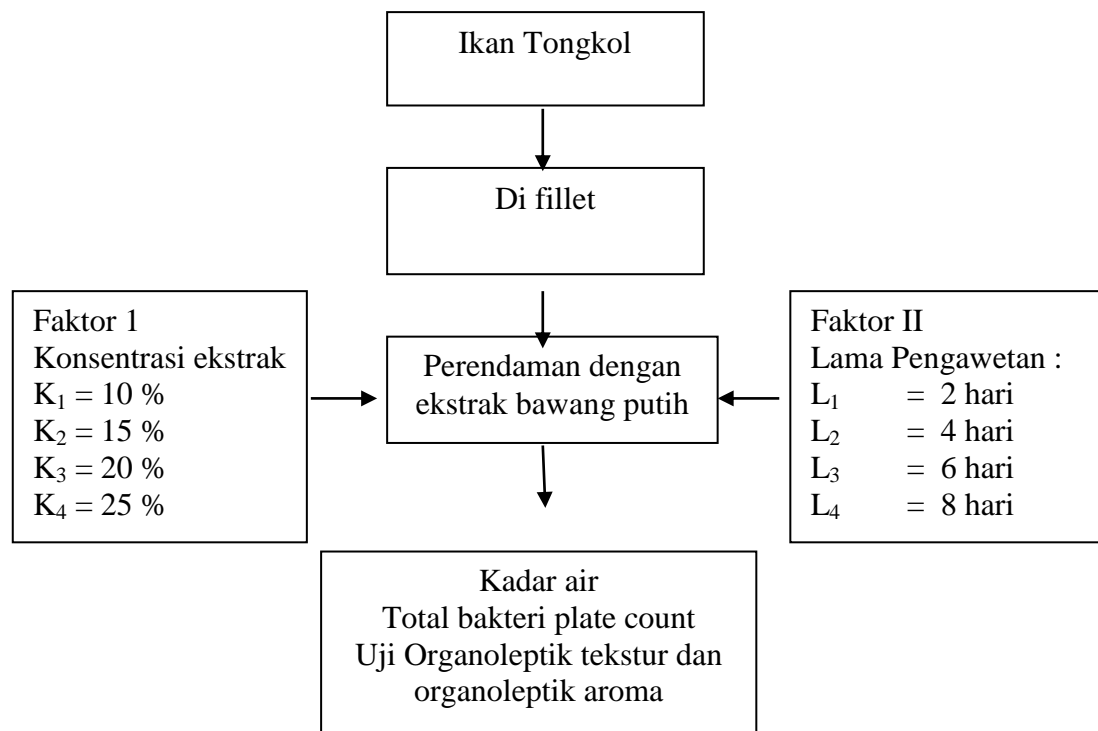 Ikan Tongkol
Di fillet
Faktor 1
Konsentrasi ekstrak
K₁ = 10 %
K₂ = 15 %
K₃ = 20 %
K₄ = 25 %
Perendaman dengan
ekstrak bawang putih
Faktor II
Lama Pengawetan :
L₁ = 2 hari
L₂ = 4 hari
L₃ = 6 hari
L₄ = 8 hari
Kadar air
Total bakteri plate count
Uji Organoleptik tekstur dan
organoleptik aroma